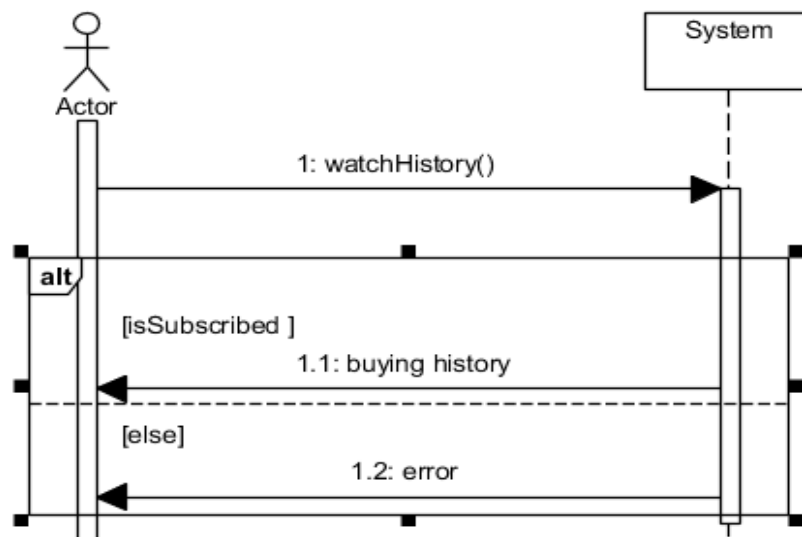 System
Actor
1: watchHistory()
alt
[isSubscribed ]
1.1: buying history
[else]
1.2: error